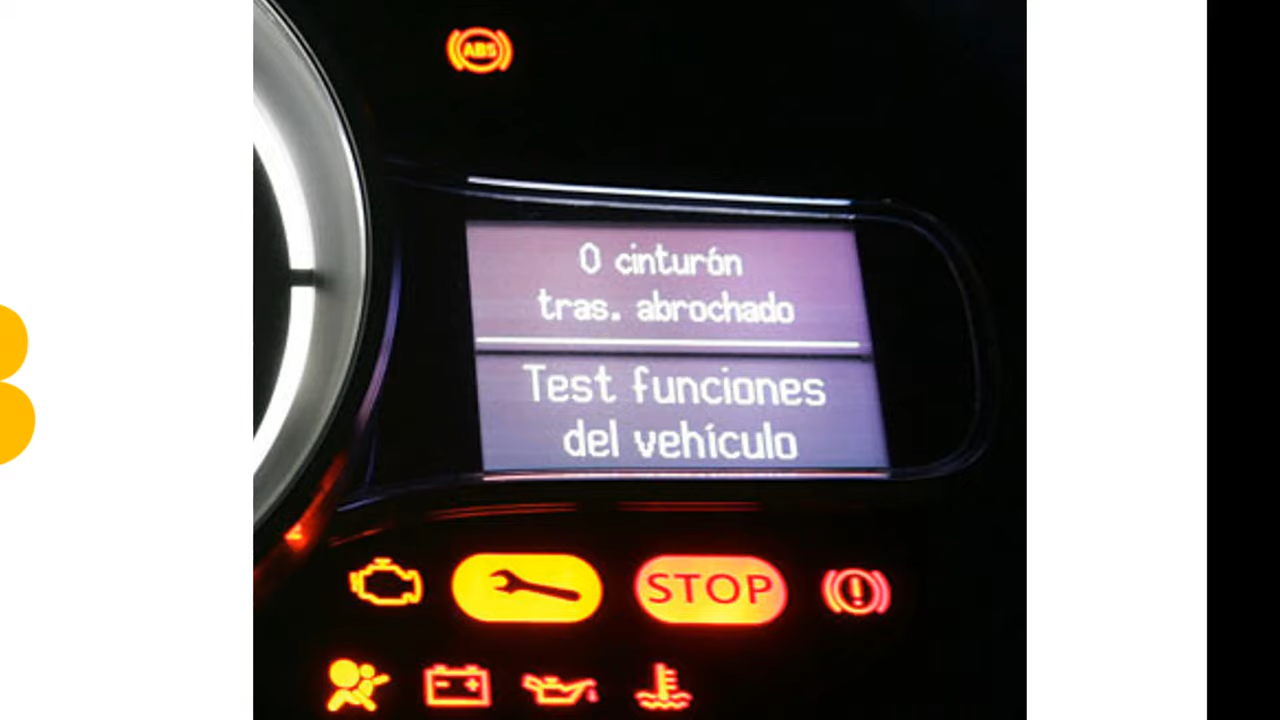 ABS
0 cinturón
tras. abrochado
Test funciones
del vehículo
STOP